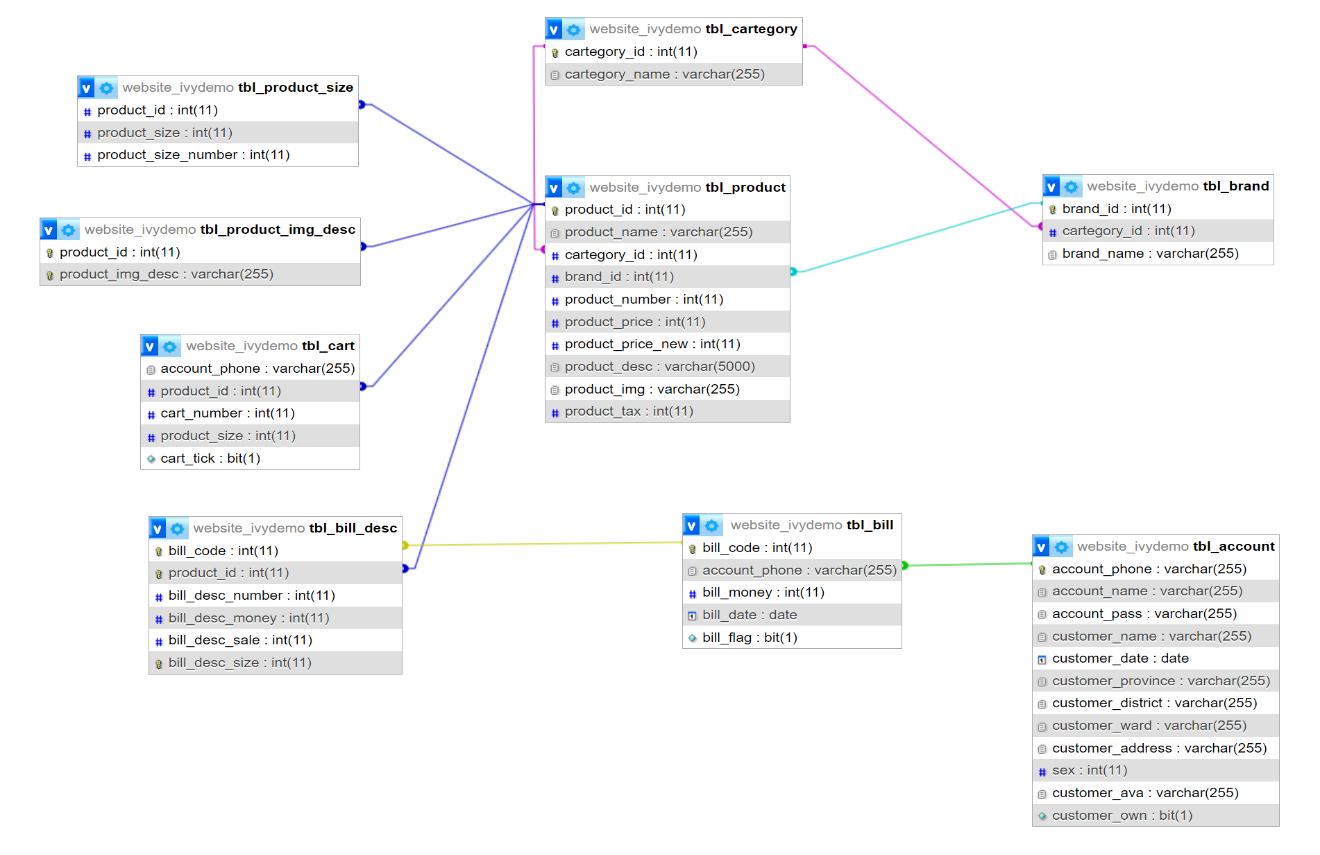 website_ivydemo tbl_cartegory
cartegory_id : int(11)
cartegory_name : varchar(255)
website_ivydemo tbl_product_size
product_id : int(11)
product_size : int(11)
product_size_number : int(11)
website_ivydemo tbl_product
product_id : int(11)
product_name : varchar(255)
cartegory_id : int(11)
brand_id : int(11)
product_number : int(11)
product_price : int(11)
product_price_new : int(11)
product_desc : varchar(5000)
product_img : varchar(255)
product_tax : int(11)
website_ivydemo tbl_brand
brand_id : int(11)
cartegory_id : int(11)
brand_name : varchar(255)
website_ivydemo tbl_product_img_desc
product_id : int(11)
product_img_desc : varchar(255)
website_ivydemo tbl_cart
account_phone : varchar(255)
product_id : int(11)
cart_number : int(11)
product_size : int(11)
cart_tick : bit(1)
website_ivydemo tbl_bill_desc
bill_code : int(11)
product_id : int(11)
bill_desc_number : int(11)
bill_desc_money : int(11)
bill_desc_sale : int(11)
bill_desc_size : int(11)
website_ivydemo tbl_bill
bill_code : int(11)
account_phone : varchar(255)
bill_money : int(11)
bill_date : date
bill_flag : bit(1)
website_ivydemo tbl_account
account_phone : varchar(255)
account_name : varchar(255)
account_pass : varchar(255)
customer_name : varchar(255)
customer_date : date
customer_province : varchar(255)
customer_district : varchar(255)
customer_ward : varchar(255)
customer_address : varchar(255)
sex : int(11)
customer_ava : varchar(255)
customer_own : bit(1)